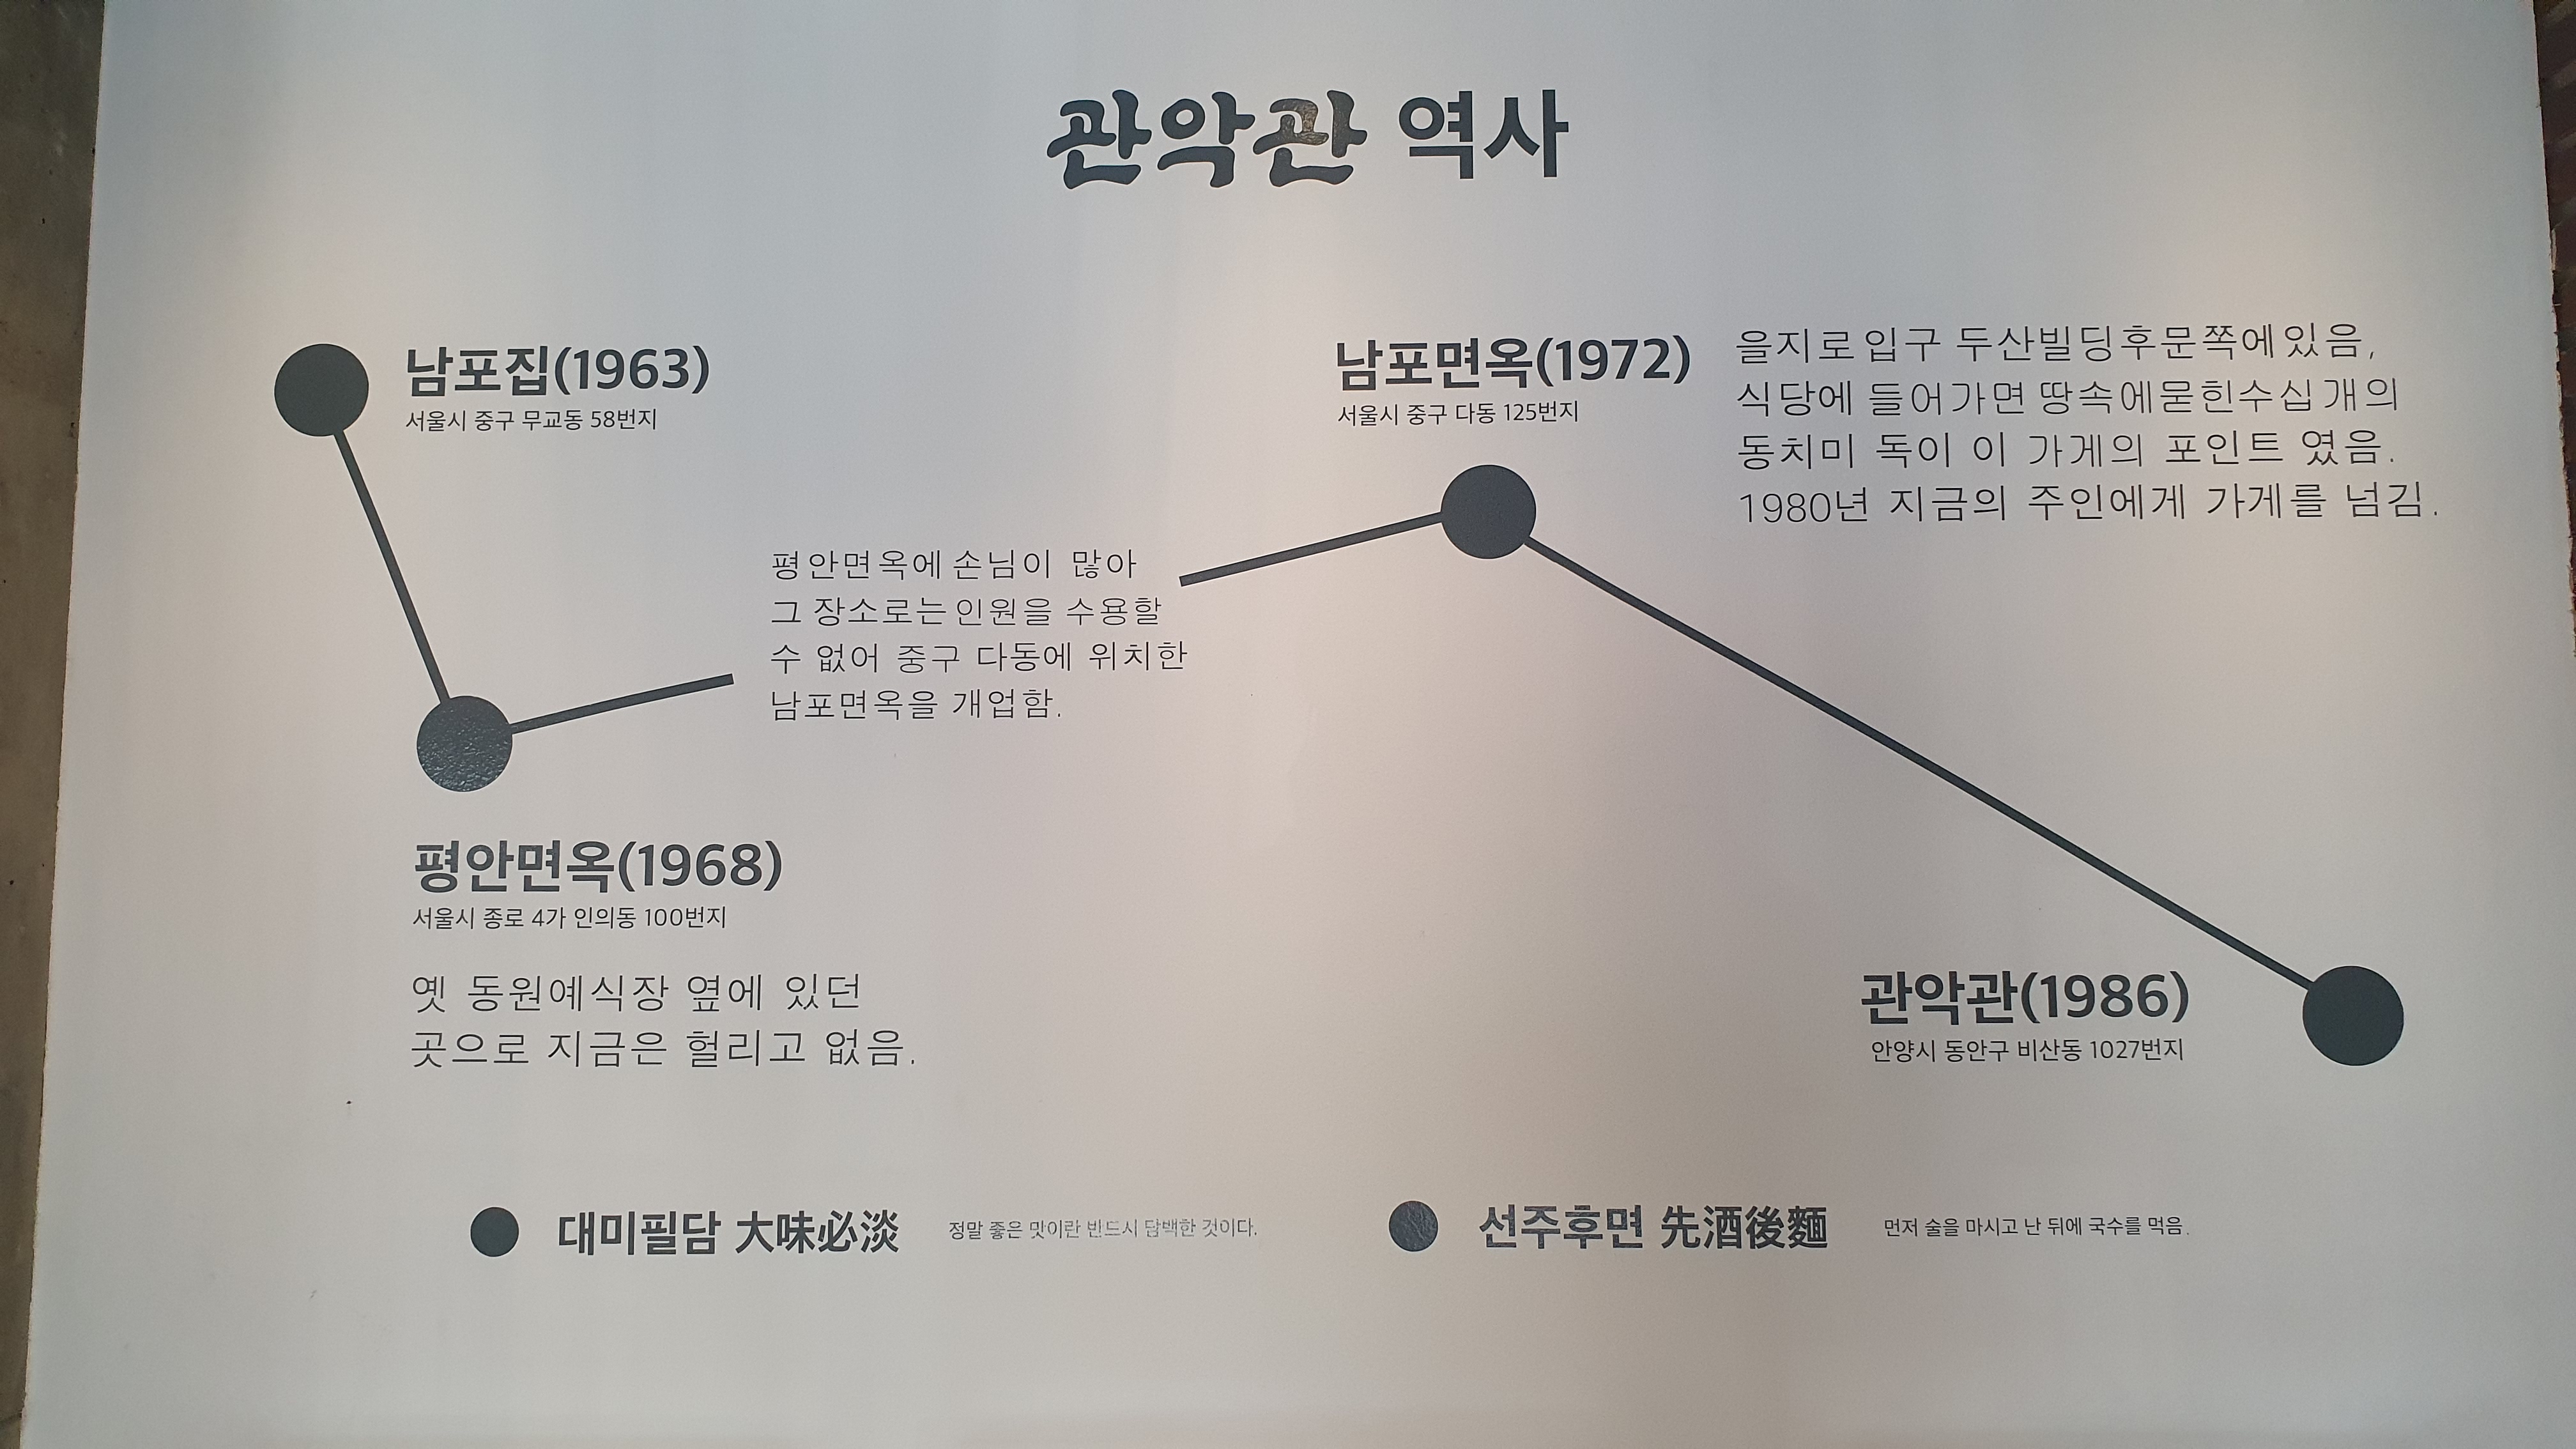 관악관 역사
남포집(1963)
서울시 중구 무교동 58번지
평안면옥(1968)
서울시 종로 4가 인의동 100번지
옛 동원예식장 옆에 있던
곳으로 지금은 헐리고 없음.
평안면옥에 손님이 많아
그 장소로는 인원을 수용할
수 없어 중구 다동에 위치한
남포면옥을 개업함.
남포면옥(1972)
서울시 중구 다동 125번지
을지로입구 두산빌딩후문쪽에있음,
식당에 들어가면 땅속에묻힌수십개의
동치미 독이 이 가게의 포인트 였음.
1980년 지금의 주인에게 가게를 넘김.
관악관(1986)
안양시 동안구 비산동 1027번지
대미필담 大味必淡 정말 좋은 맛이란 반드시 담백한 것이다.
선주후면 先酒後麵 먼저 술을 마시고 난 뒤에 국수를 먹음.